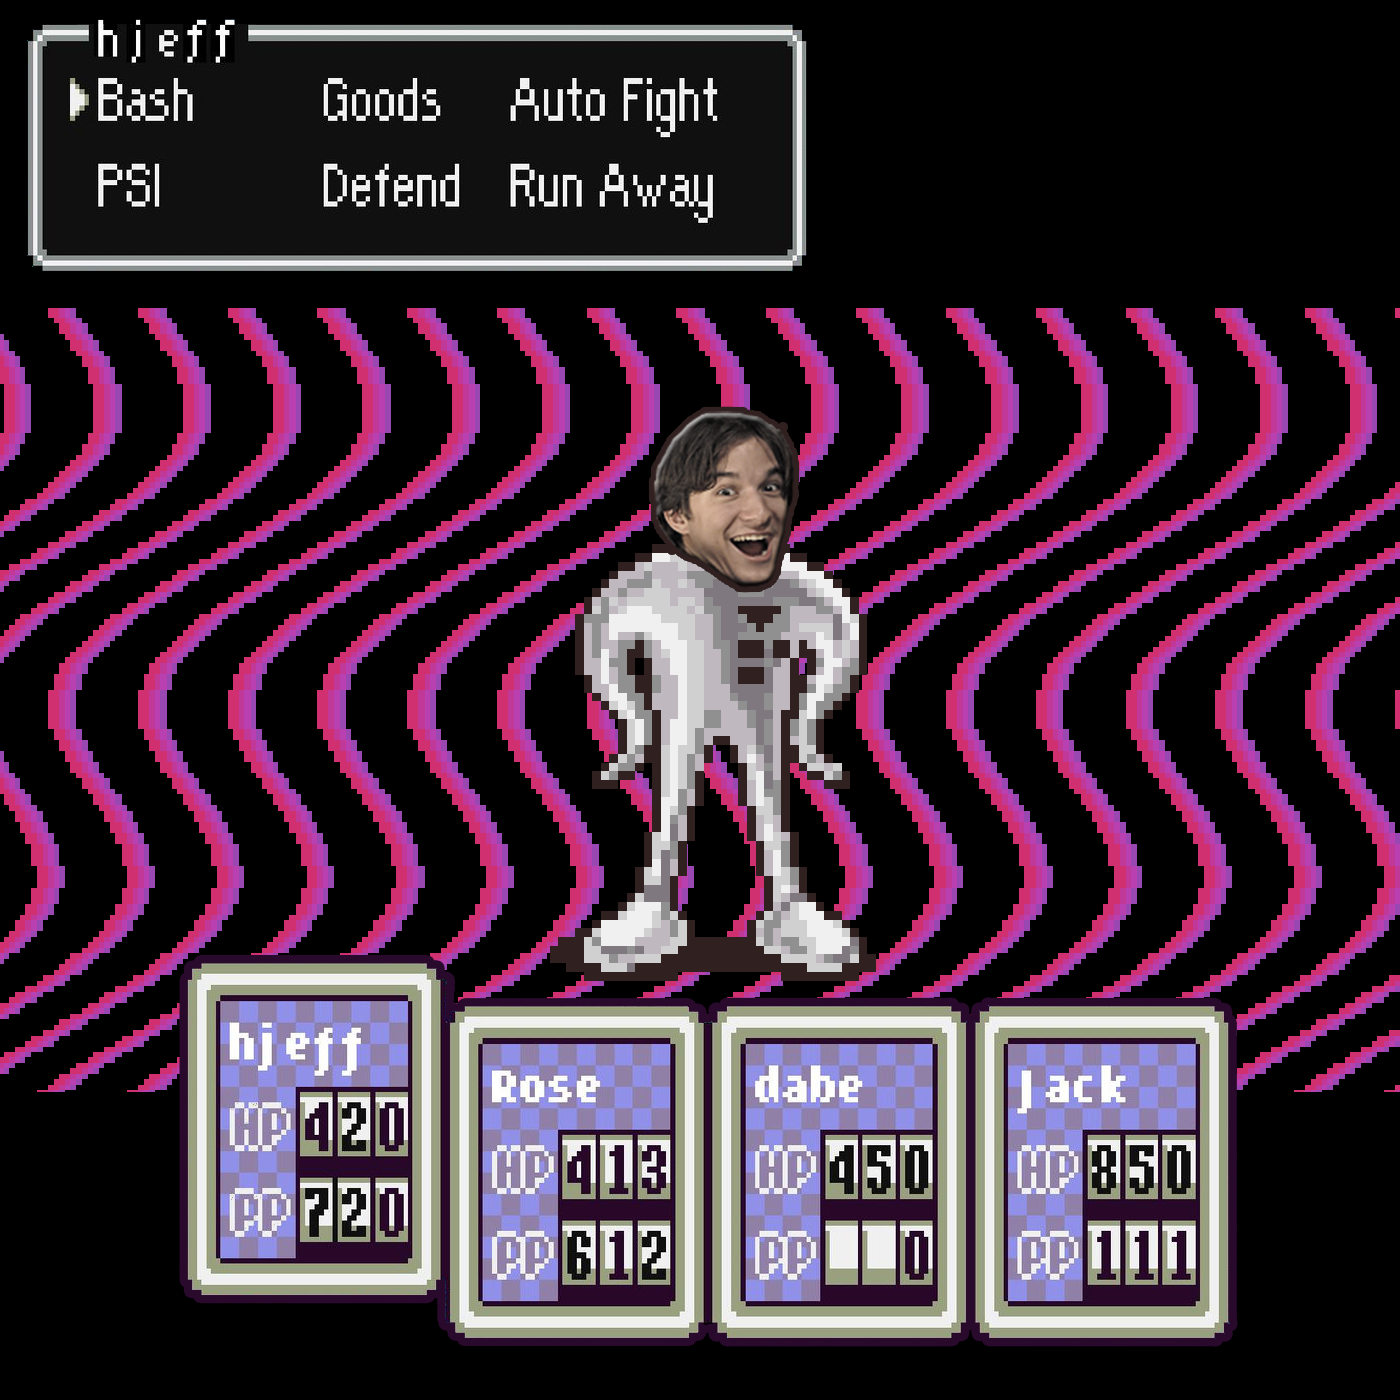 hjeff
Bash Goods Auto Fight
PSI Defend Run Away
hjeff
HP 420
PP 720
Rose
HP 413
PP 612
dabe
HP 450
PP 0
Jack
HP 850
PP 111